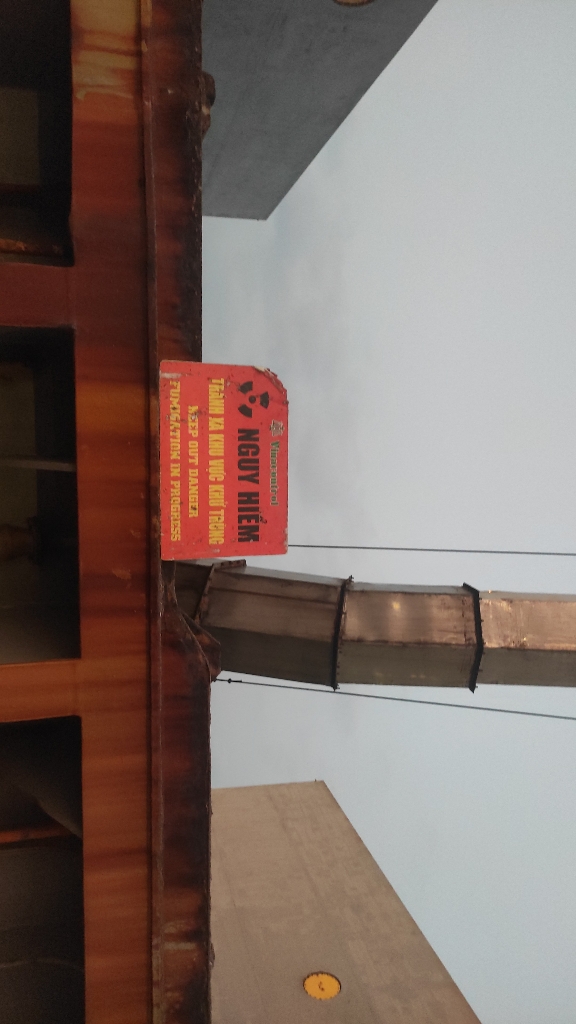 Vinacontrol
NGUY HIỂM
TRÁNH XA KHU VỰC KHỬ TRÙNG
KEEP OUT DANGER
FUMIGATION IN PROGRESS